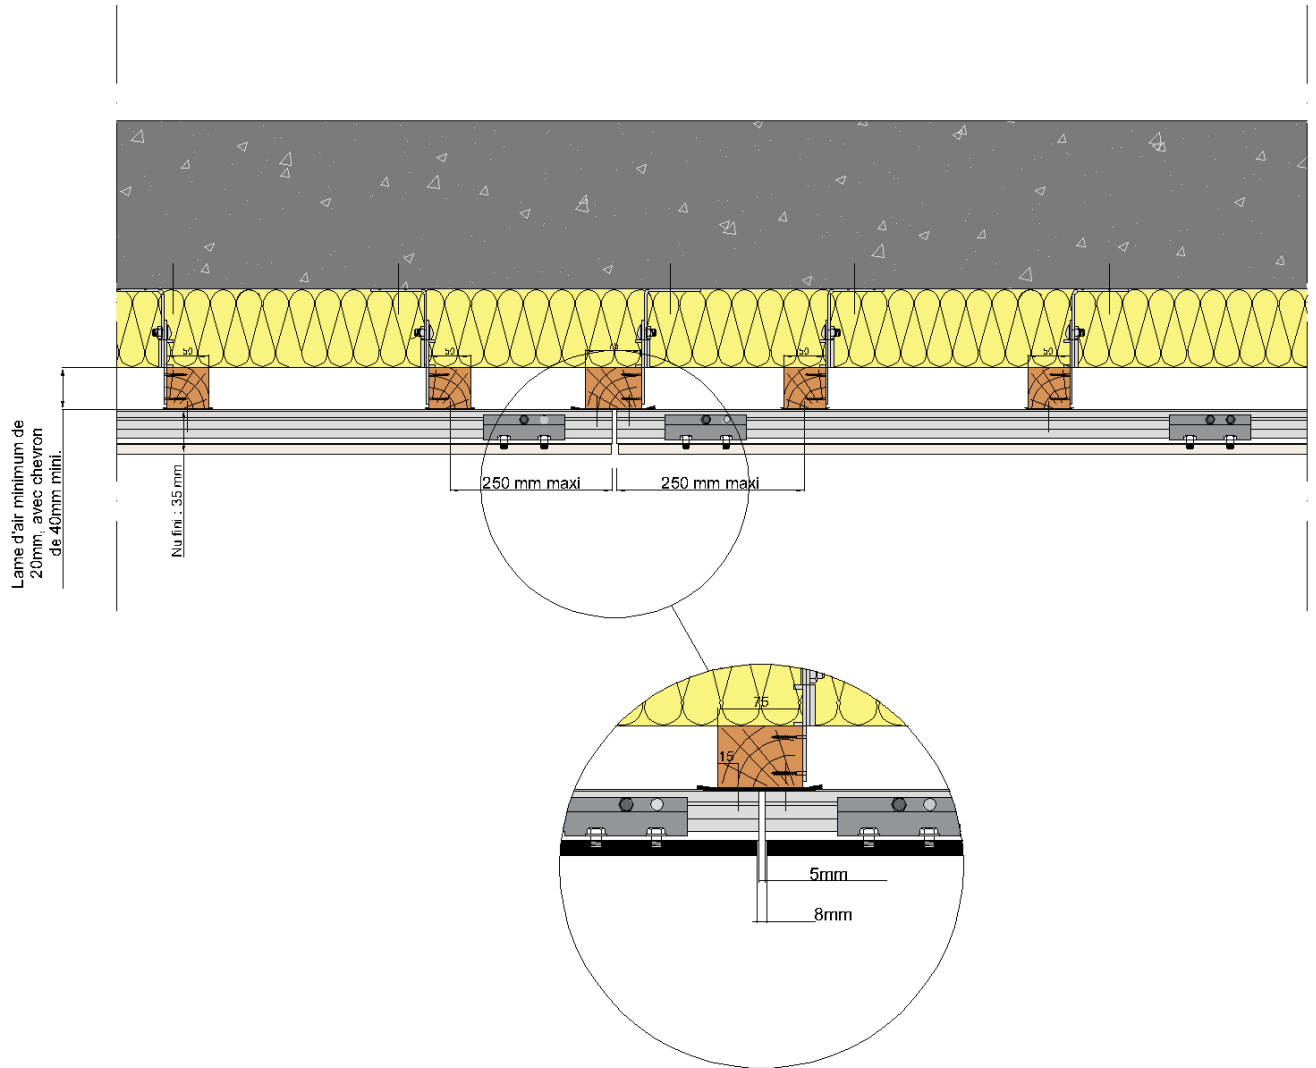 50
50
75
50
50
Lame d'air minimum de
20mm, avec chevron
de 40mm mini.
Nu fini : 35 mm
250 mm maxi
250 mm maxi
75
15
5mm
8mm